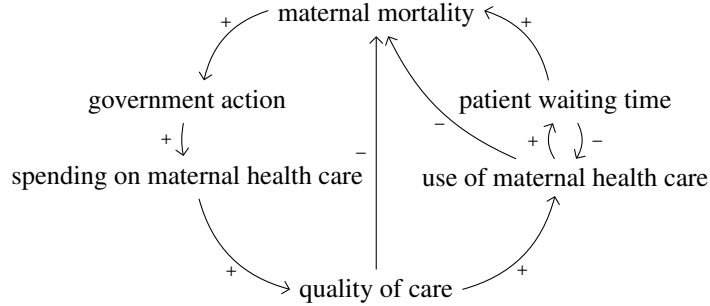 maternal mortality
+
+
government action
patient waiting time
+
−
+
−
−
spending on maternal health care
use of maternal health care
+
+
quality of care